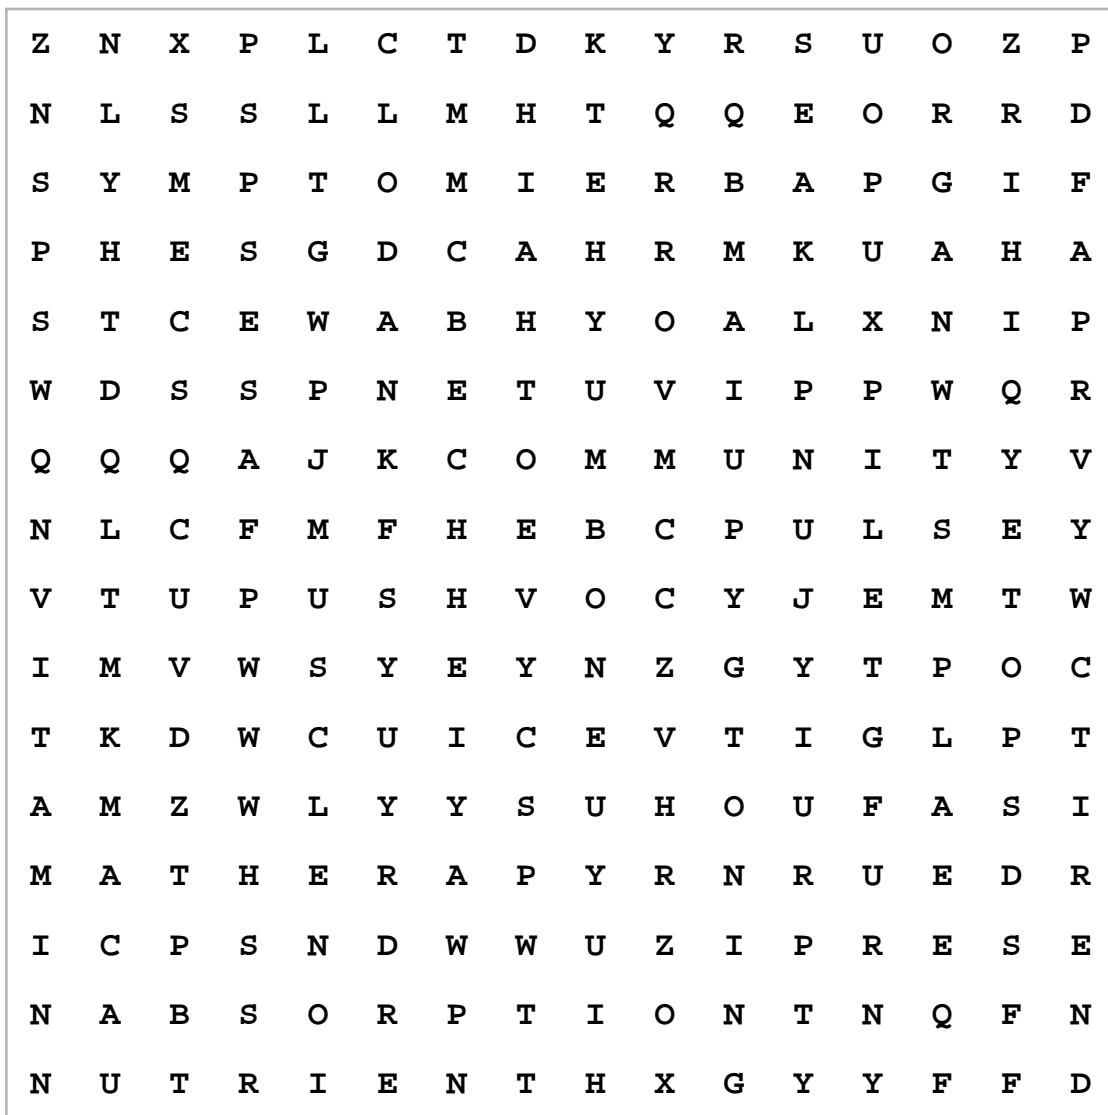 Z N X P L C T D K Y R S U O Z P
N L S S L L M H T Q Q E O R R D
S Y M P T O M I E R B A P G I F
P H E S G D C A H R M K U A H A
S T C E W A B H Y O A L X N I P
W D S S P N E T U V I P P W Q R
Q Q Q A J K C O M M U N I T Y V
N L C F M F H E B C P U L S E Y
V T U P U S H V O C Y J E M T W
I M V W S Y E Y N Z G Y T P O C
T K D W C U I C E V T I G L P T
A M Z W L Y Y S U H O U F A S I
M A T H E R A P Y R N R U E D R
I C P S N D W W U Z I P R E S E
N A B S O R P T I O N T N Q F N
N U T R I E N T H X G Y Y F F D